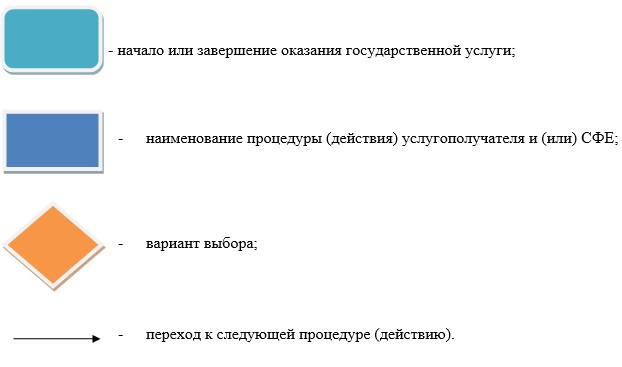 - начало или завершение оказания государственной услуги;
- наименование процедуры (действия) услугополучателя и (или) СФЕ;
- вариант выбора;
- переход к следующей процедуре (действию).